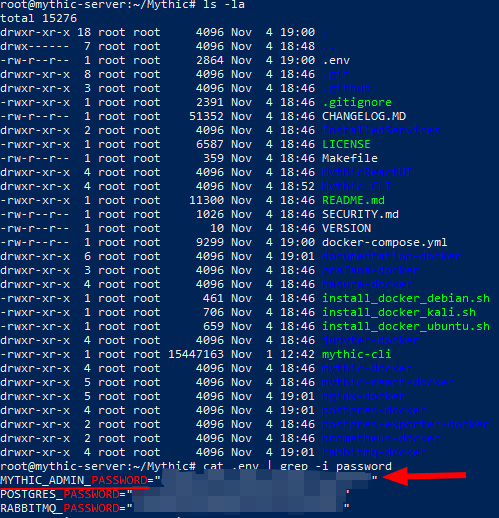 root@mythic-server:~/Mythic# ls -la
total 15276
drwxr-xr-x 18 root root 4096 Nov 4 19:00 .
drwx------ 7 root root 4096 Nov 4 18:48 ..
-rw-r--r-- 1 root root 2864 Nov 4 19:00 .env
drwxr-xr-x 8 root root 4096 Nov 4 18:46 .git
drwxr-xr-x 3 root root 4096 Nov 4 18:46 .github
-rwxr-xr-x 1 root root 2391 Nov 4 18:46 .gitignore
-rw-r--r-- 1 root root 51352 Nov 4 18:46 CHANGELOG.MD
drwxr-xr-x 2 root root 4096 Nov 4 18:46 InstalledServices
-rwxr-xr-x 1 root root 6587 Nov 4 18:46 LICENSE
-rw-r--r-- 1 root root 359 Nov 4 18:46 Makefile
drwxr-xr-x 4 root root 4096 Nov 4 18:46 MythicReactUI
drwxr-xr-x 4 root root 4096 Nov 4 18:52 Mythic_CLI
-rwxr-xr-x 1 root root 11300 Nov 4 18:46 README.md
-rw-r--r-- 1 root root 1026 Nov 4 18:46 SECURITY.md
-rw-r--r-- 1 root root 10 Nov 4 18:46 VERSION
-rw-r--r-- 1 root root 9299 Nov 4 19:00 docker-compose.yml
drwxr-xr-x 6 root root 4096 Nov 4 19:01 documentation-docker
drwxr-xr-x 3 root root 4096 Nov 4 18:46 grafana-docker
drwxr-xr-x 4 root root 4096 Nov 4 18:46 hasura-docker
-rwxr-xr-x 1 root root 461 Nov 4 18:46 install_docker_debian.sh
-rwxr-xr-x 1 root root 706 Nov 4 18:46 install_docker_kali.sh
-rwxr-xr-x 1 root root 659 Nov 4 18:46 install_docker_ubuntu.sh
drwxr-xr-x 4 root root 4096 Nov 4 18:46 jupyter-docker
-rwxr-xr-x 1 root root 15447163 Nov 1 12:42 mythic-cli
drwxr-xr-x 4 root root 4096 Nov 4 18:46 mythic-docker
drwxr-xr-x 5 root root 4096 Nov 4 18:46 mythic-react-docker
drwxr-xr-x 5 root root 4096 Nov 4 19:01 nginx-docker
drwxr-xr-x 4 root root 4096 Nov 4 19:01 postgres-docker
drwxr-xr-x 2 root root 4096 Nov 4 18:46 postgres-exporter-docker
drwxr-xr-x 2 root root 4096 Nov 4 18:46 prometheus-docker
drwxr-xr-x 4 root root 4096 Nov 4 19:01 rabbitmq-docker
root@mythic-server:~/Mythic# cat .env | grep -i password
MYTHIC_ADMIN_PASSWORD=" "
POSTGRES_PASSWORD=" "
RABBITMQ_PASSWORD=" "